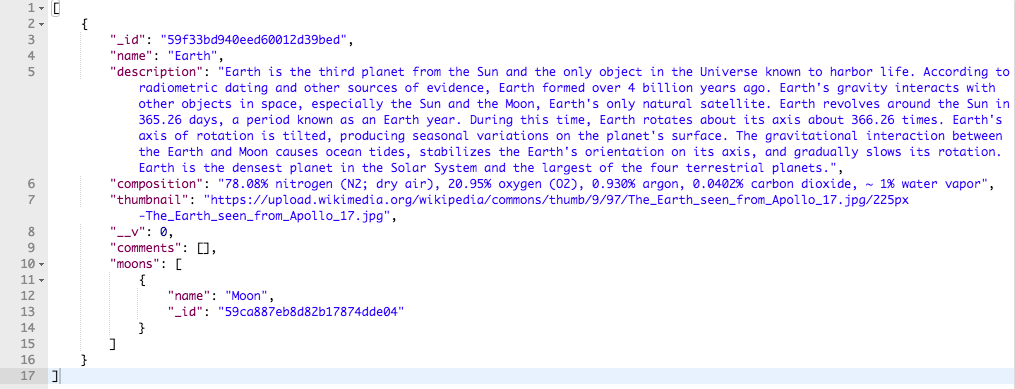 1 [
2 {
3 "_id": "59f33bd940eed60012d39bed",
4 "name": "Earth",
5 "description": "Earth is the third planet from the Sun and the only object in the Universe known to harbor life. According to
radiometric dating and other sources of evidence, Earth formed over 4 billion years ago. Earth's gravity interacts with
other objects in space, especially the Sun and the Moon, Earth's only natural satellite. Earth revolves around the Sun in
365.26 days, a period known as an Earth year. During this time, Earth rotates about its axis about 366.26 times. Earth's
axis of rotation is tilted, producing seasonal variations on the planet's surface. The gravitational interaction between
the Earth and Moon causes ocean tides, stabilizes the Earth's orientation on its axis, and gradually slows its rotation.
Earth is the densest planet in the Solar System and the largest of the four terrestrial planets.",
6 "composition": "78.08% nitrogen (N2; dry air), 20.95% oxygen (O2), 0.930% argon, 0.0402% carbon dioxide, ~ 1% water vapor",
7 "thumbnail": "https://upload.wikimedia.org/wikipedia/commons/thumb/9/97/The_Earth_seen_from_Apollo_17.jpg/225px
-The_Earth_seen_from_Apollo_17.jpg",
8 "__v": 0,
9 "comments": [],
10 "moons": [
11 {
12 "name": "Moon",
13 "_id": "59ca887eb8d82b17874dde04"
14 }
15 ]
16 }
17 ]